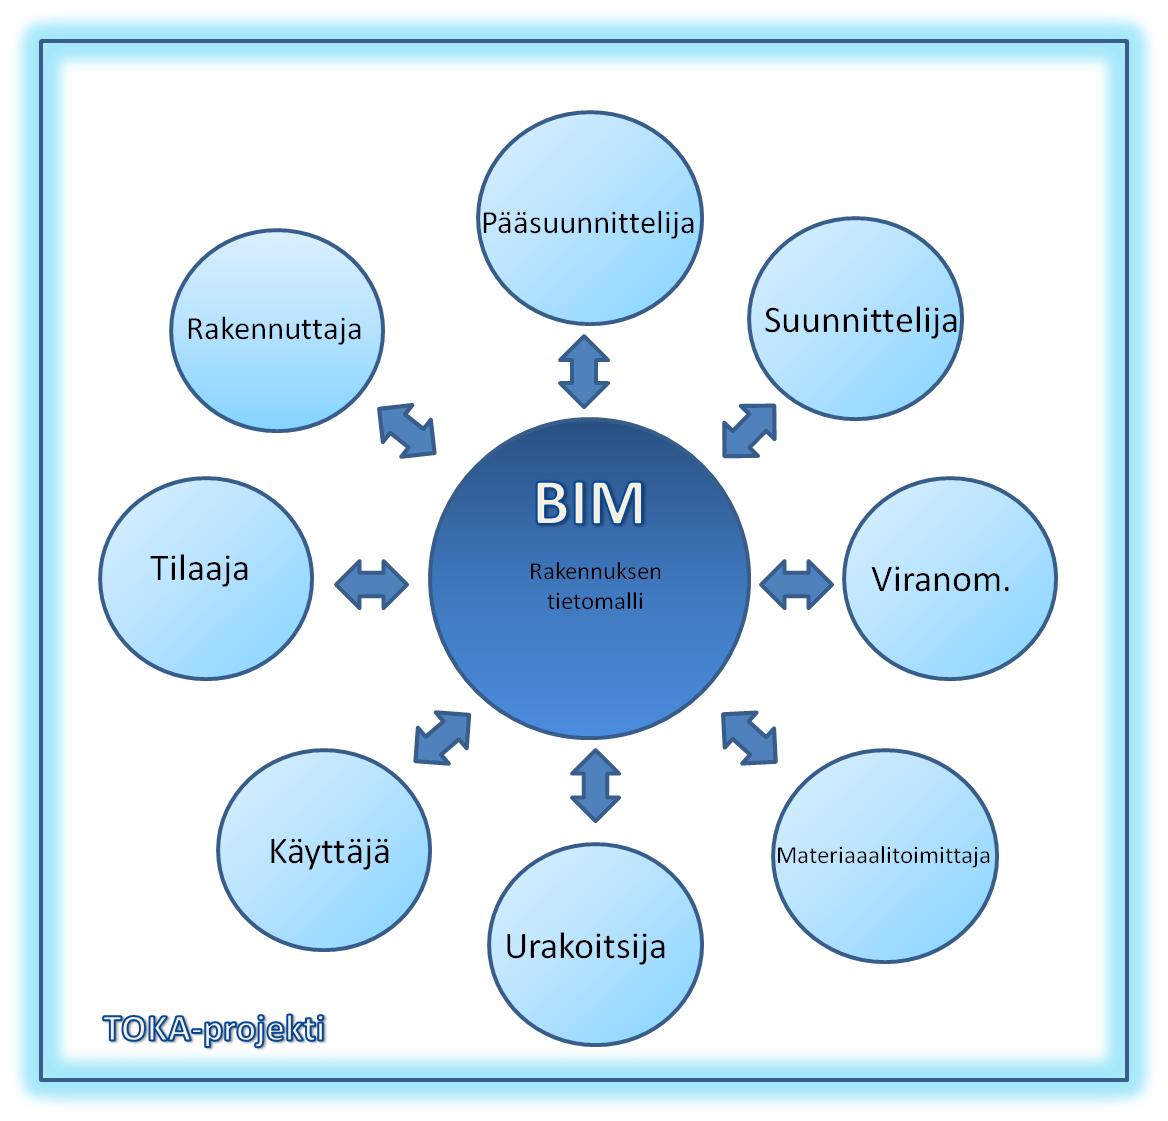 Pääsuunnittelija
Suunnittelija
Rakennuttaja
BIM
Rakennuksen
tietomalli
Tilaaja
Viranom.
Käyttäjä
Materiaaalitoimittaja
Urakoitsija
TOKA-projekti